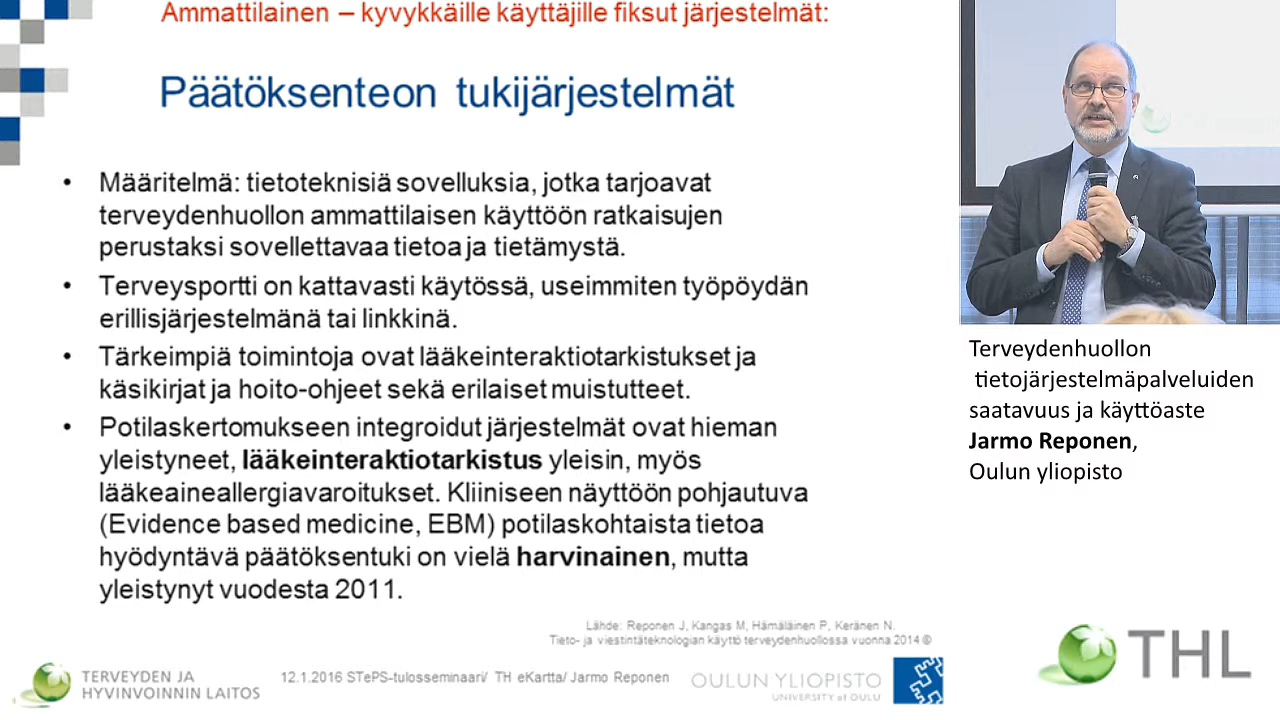 Ammattilainen – kyvykkäille käyttäjille fiksut järjestelmät:
Päätöksenteon tukijärjestelmät
• Määritelmä: tietoteknisiä sovelluksia, jotka tarjoavat
terveydenhuollon ammattilaisen käyttöön ratkaisujen
perustaksi sovellettavaa tietoa ja tietämystä.
• Terveysportti on kattavasti käytössä, useimmiten työpöydän
erillisjärjestelmänä tai linkkinä.
• Tärkeimpiä toimintoja ovat lääkeinteraktiotarkistukset ja
käsikirjat ja hoito-ohjeet sekä erilaiset muistutteet.
• Potilaskertomukseen integroidut järjestelmät ovat hieman
yleistyneet, lääkeinteraktiotarkistus yleisin, myös
lääkeaineallergiavaroitukset. Kliiniseen näyttöön pohjautuva
(Evidence based medicine, EBM) potilaskohtaista tietoa
hyödyntävä päätöksentuki on vielä harvinainen, mutta
yleistynyt vuodesta 2011.
Lähde: Reponen J, Kangas M, Hämäläinen P, Keränen N.
Tieto- ja viestintäteknologian käyttö terveydenhuollossa vuonna 2014 ©
TERVEYDEN JA
HYVINVOINNIN LAITOS
12.1.2016 STePS-tulosseminaari/ TH eKartta/ Jarmo Reponen
OULUN YLIOPISTO
UNIVERSITY of OULU
Terveydenhuollon
tietojärjestelmäpalveluiden
saatavuus ja käyttöaste
Jarmo Reponen,
Oulun yliopisto
THL